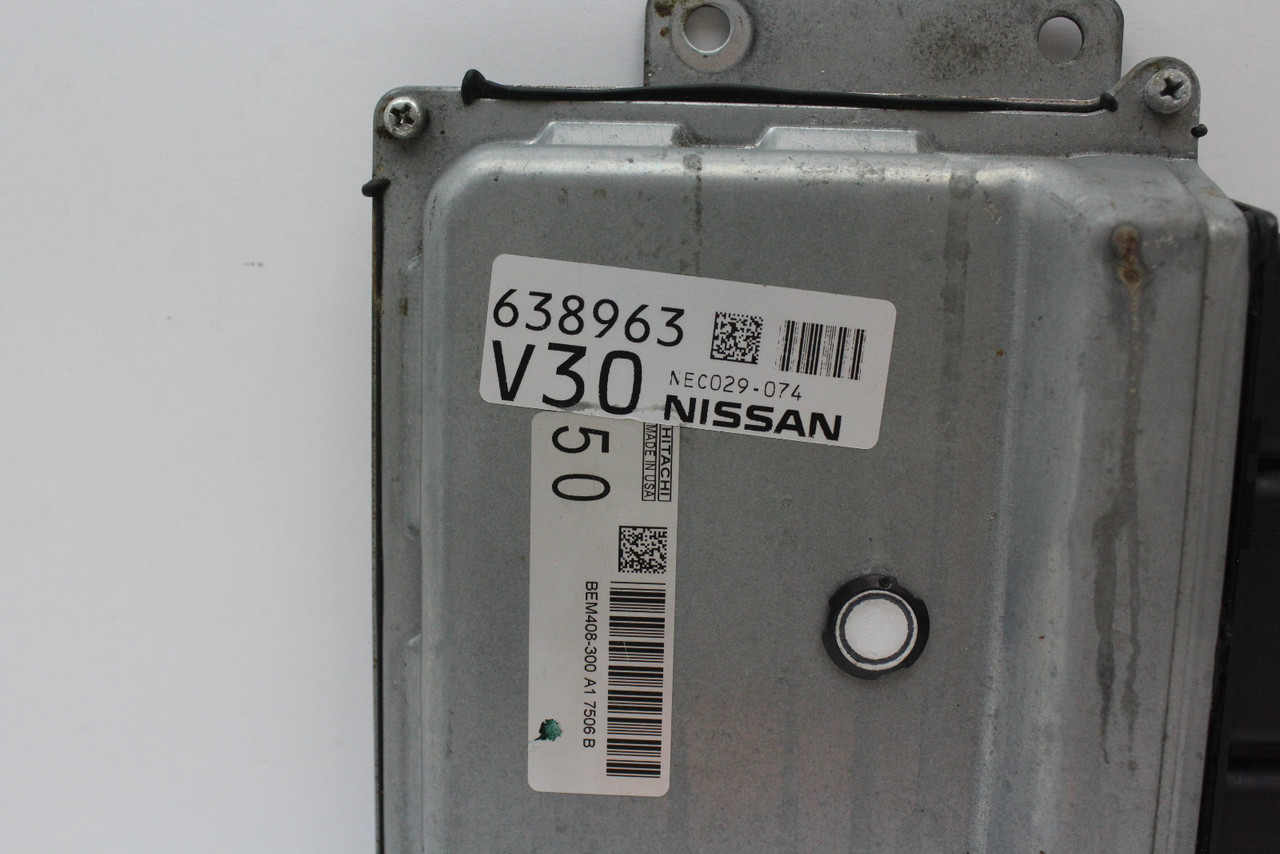 638963
V30
NEC029-074
NISSAN
50
HITACHI
MADE IN USA
BEM408-300 A1 7506 B